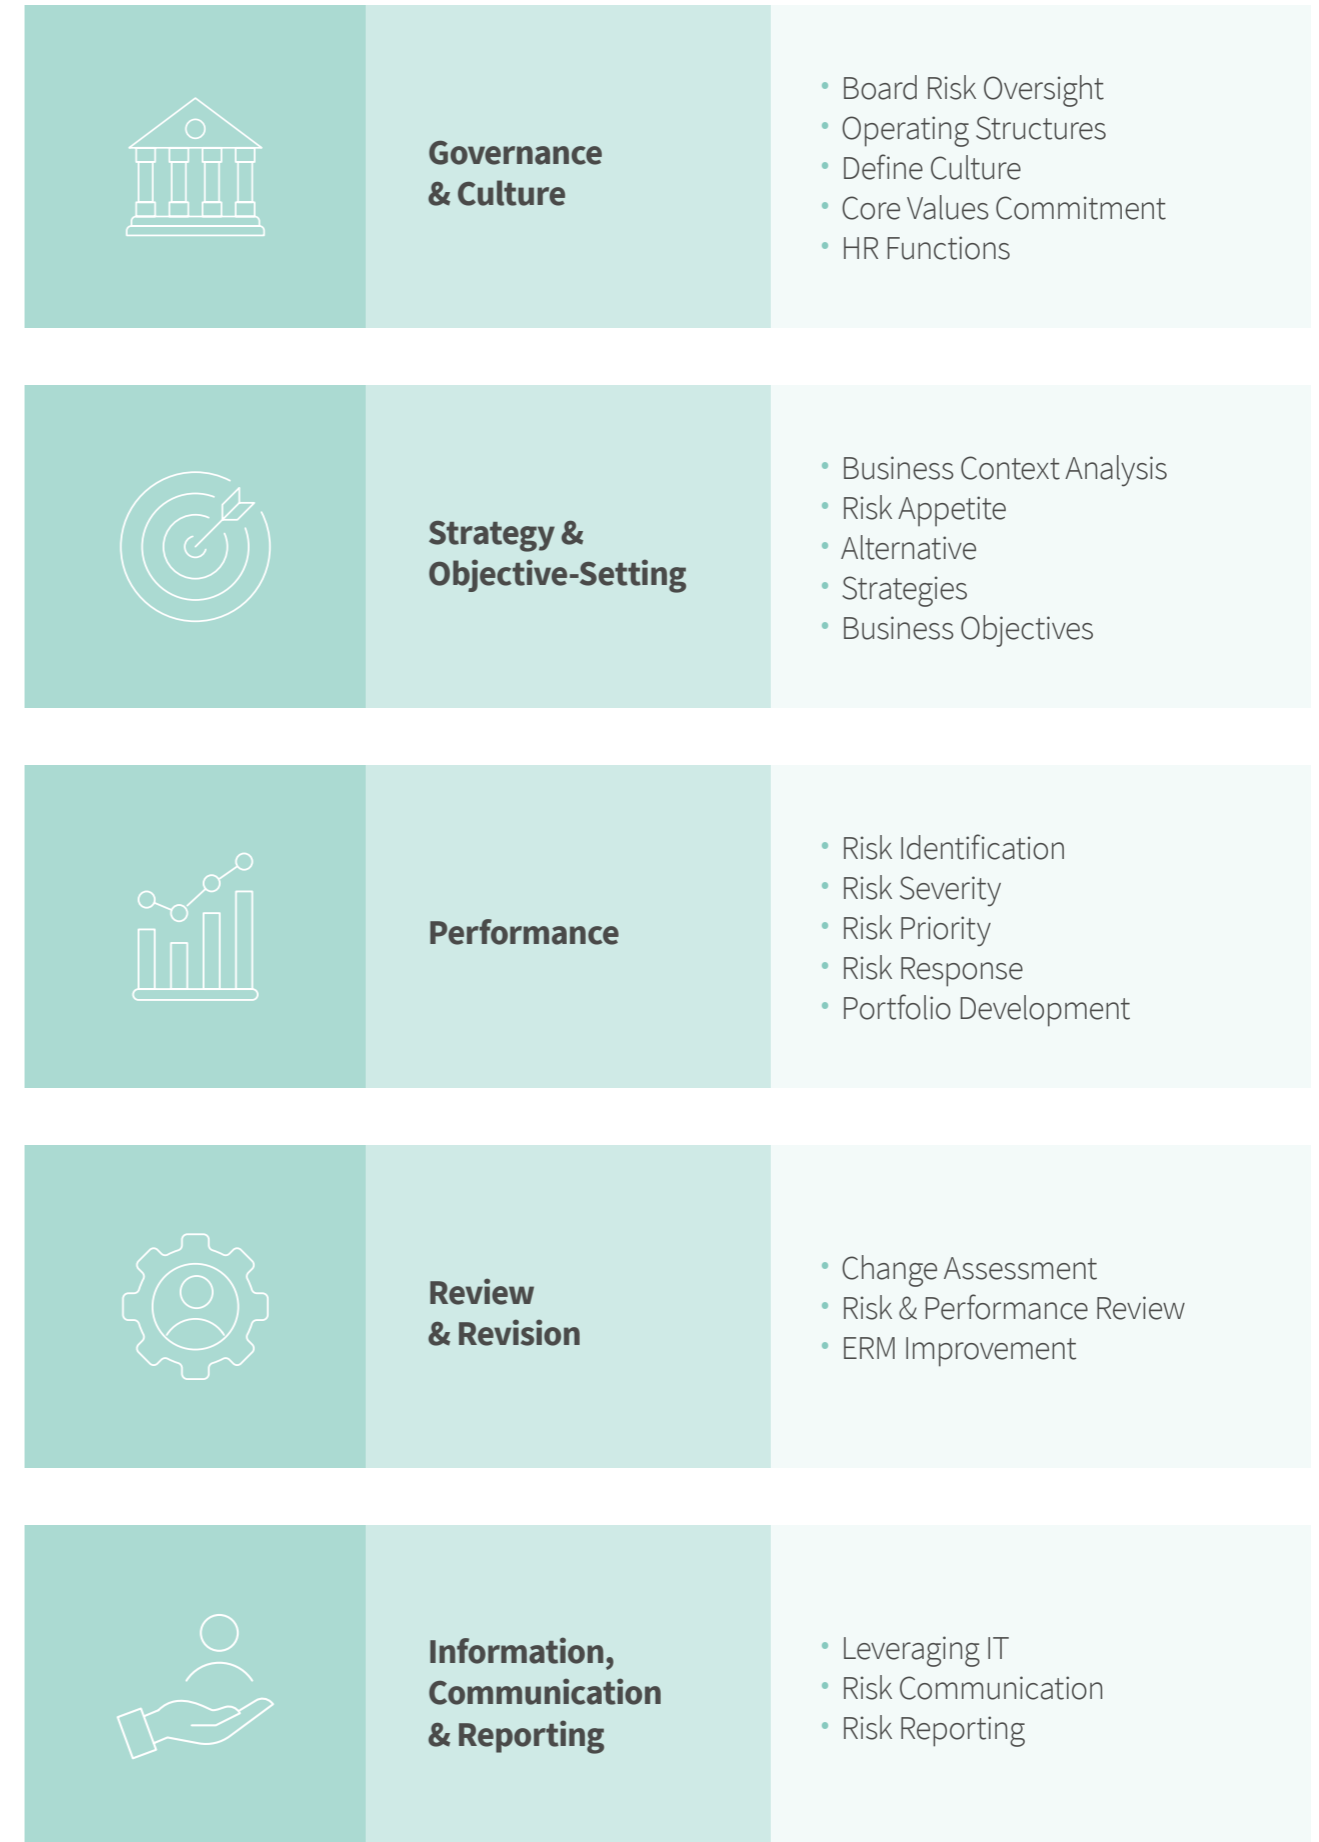 Governance
& Culture
• Board Risk Oversight
• Operating Structures
• Define Culture
• Core Values Commitment
• HR Functions
Strategy &
Objective-Setting
• Business Context Analysis
• Risk Appetite
• Alternative
• Strategies
• Business Objectives
Performance
• Risk Identification
• Risk Severity
• Risk Priority
• Risk Response
• Portfolio Development
Review
& Revision
• Change Assessment
• Risk & Performance Review
• ERM Improvement
Information,
Communication
& Reporting
• Leveraging IT
• Risk Communication
• Risk Reporting